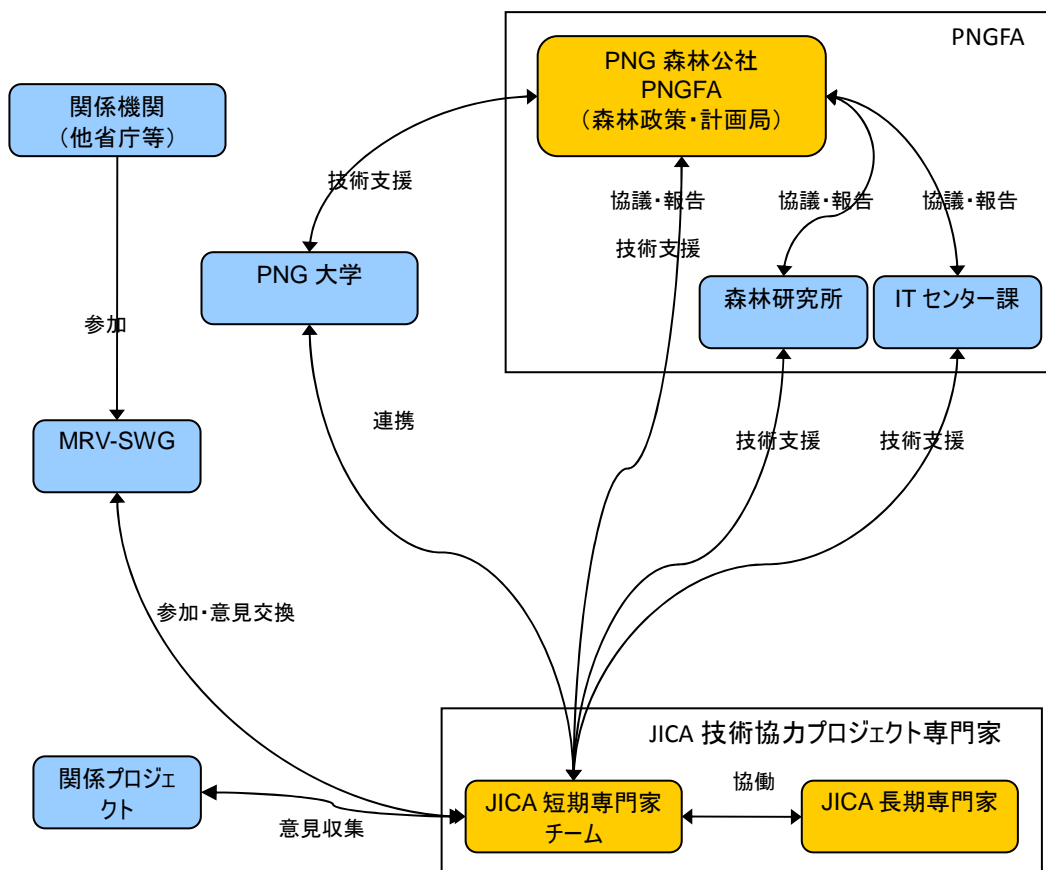 PNGFA
PNG 森林公社
PNGFA
（森林政策・計画局）
関係機関
（他省庁等）
技術支援
協議・報告
協議・報告
協議・報告
技術支援
PNG 大学
森林研究所
IT センター課
参加
連携
MRV-SWG
技術支援
技術支援
参加・意見交換
JICA 技術協力プロジェクト専門家
関係プロジェ
クト
意見収集
JICA 短期専門家
チーム
協働
JICA 長期専門家